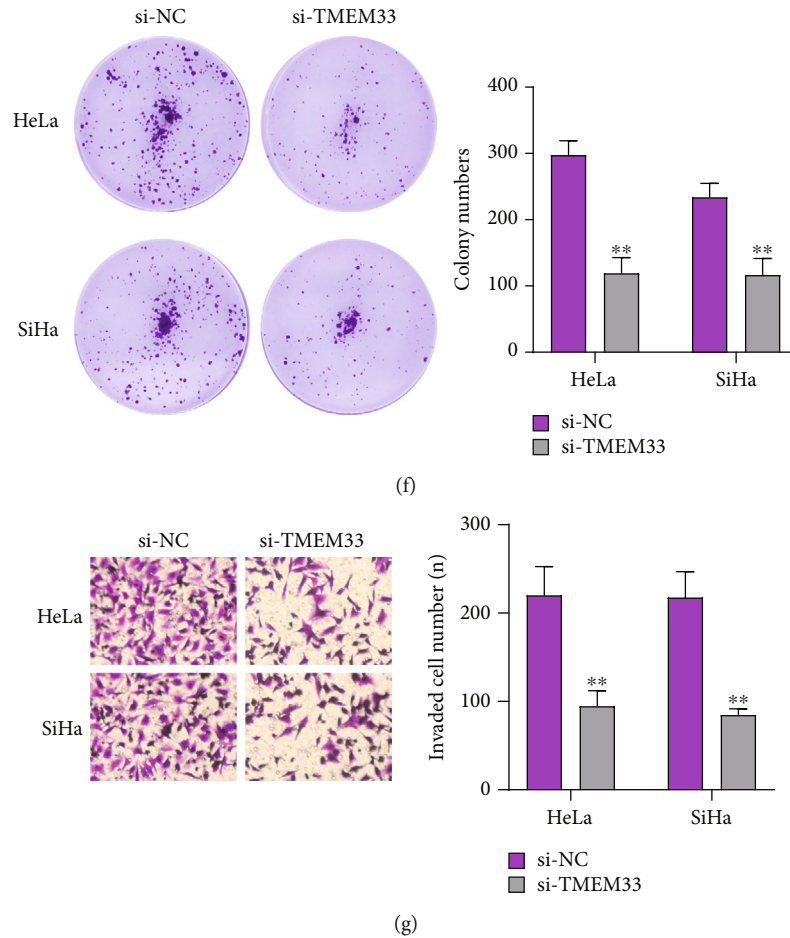 si-NC si-TMEM33
HeLa
SiHa
Colony numbers
400
300
200
100
0
HeLa SiHa
si-NC
si-TMEM33
**
**
(f)
si-NC si-TMEM33
HeLa
SiHa
Invaded cell number (n)
300
200
100
0
HeLa SiHa
si-NC
si-TMEM33
**
**
(g)